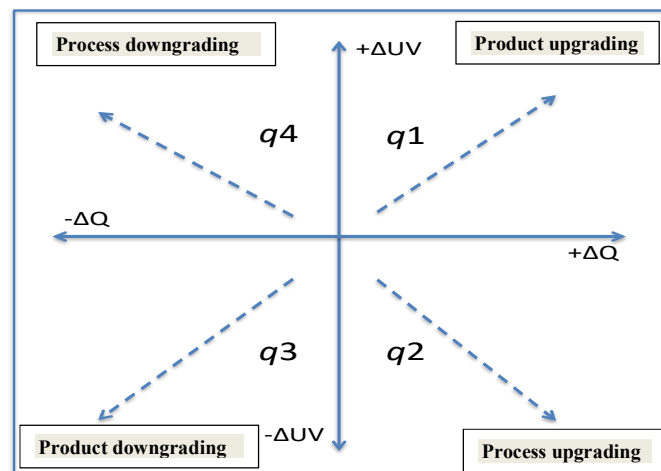 Process downgrading
+ΔUV
Product upgrading
q4
q1
-ΔQ
+ΔQ
q3
q2
Product downgrading
-ΔUV
Process upgrading